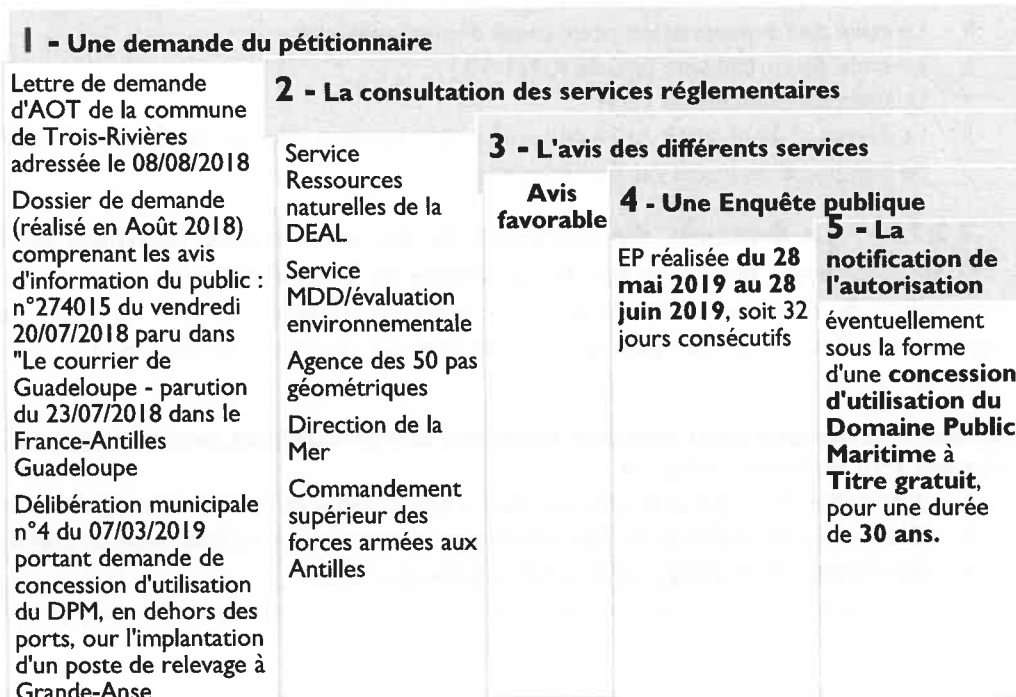 1 - Une demande du pétitionnaire
Lettre de demande
d'AOT de la commune
de Trois-Rivières
adressée le 08/08/2018
Dossier de demande
(réalisé en Août 2018)
comprenant les avis
d'information du public :
n°274015 du vendredi
20/07/2018 paru dans
"Le courrier de
Guadeloupe - parution
du 23/07/2018 dans le
France-Antilles
Guadeloupe
Délibération municipale
n°4 du 07/03/2019
portant demande de
concession d'utilisation
du DPM, en dehors des
ports, our l'implantation
d'un poste de relevage à
Grande-Anse
2 - La consultation des services réglementaires
Service
Ressources
naturelles de la
DEAL
Service
MDD/évaluation
environnementale
Agence des 50 pas
géométriques
Direction de la
Mer
Commandement
supérieur des
forces armées aux
Antilles
3 - L'avis des différents services
Avis
favorable
4 - Une Enquête publique
EP réalisée du 28
mai 2019 au 28
juin 2019, soit 32
jours consécutifs
5 - La
notification de
l'autorisation
éventuellement
sous la forme
d'une concession
d'utilisation du
Domaine Public
Maritime à
Titre gratuit,
pour une durée
de 30 ans.